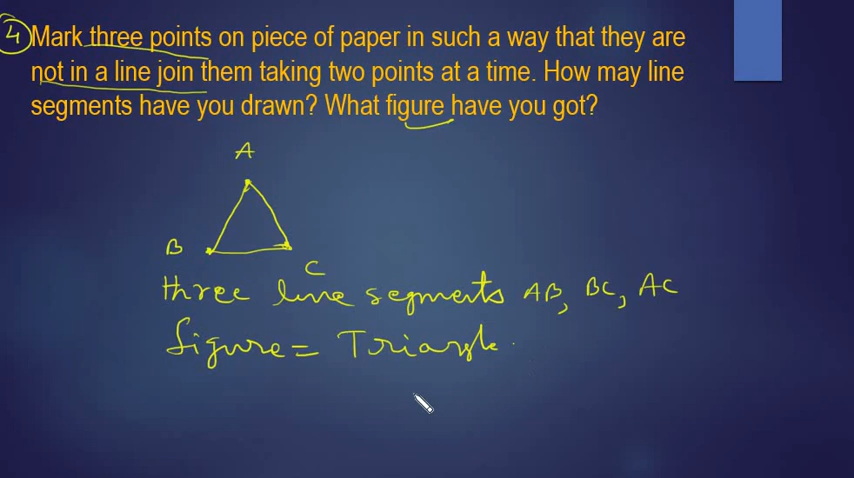 4 Mark three points on piece of paper in such a way that they are
not in a line join them taking two points at a time. How may line
segments have you drawn? What figure have you got?
A
B
C
three line segments AB, BC, AC
figure = Triangle.